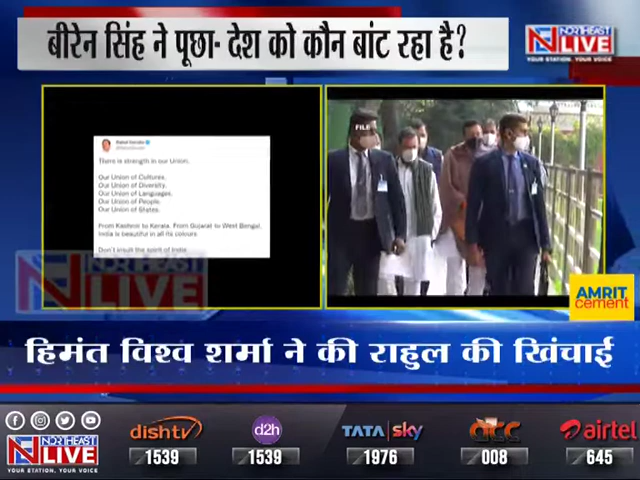 बीरेन सिंह ने पूछा- देश को कौन बांट रहा है?
NORTHEAST
LIVE
YOUR STATION. YOUR VOICE
There is strength in our Union.
Our Union of Cultures.
Our Union of Diversity.
Our Union of Languages.
Our Union of People.
Our Union of States.
From Kashmir to Kerala. From Gujarat to West Bengal.
India is beautiful in all its colours.
Don't insult the spirit of India.
FILE
NORTHEAST
LIVE
AMRIT
cement
हिमंत विश्व शर्मा ने की राहुल की खिंचाई
NORTHEAST
LIVE
YOUR STATION. YOUR VOICE
dishtv
1539
d2h
1539
TATA sky
1976
acc
008
airtel
645